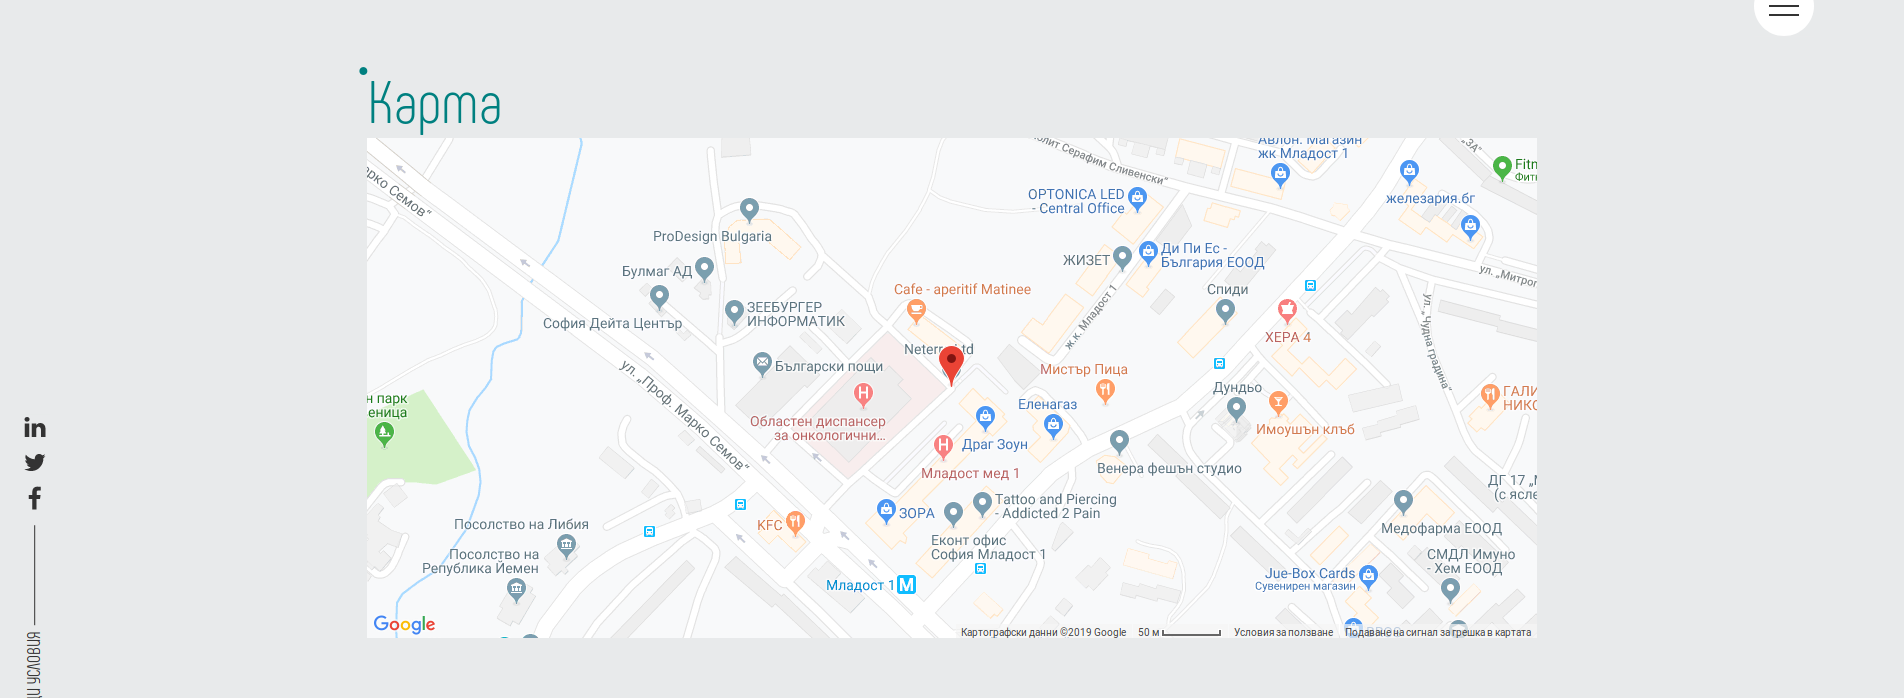 Карта
Авлон. Магазин
жк Младост 1
Fitn
Фитн
OPTONICA LED
- Central Office
железария.бг
ProDesign Bulgaria
ЖИЗЕТ
Ди Пи Ес -
България ЕООД
Булмаг АД
Cafe - aperitif Matinee
Спиди
София Дейта Център
ЗЕЕБУРГЕР
ИНФОРМАТИК
ж.к. Младост 1
ул. „Чудна градина“
ХЕРА 4
Български пощи
Мистър Пица
Дундьо
Еленагаз
н парк
еница
ГАЛИ
НИКО
Областен диспансер
за онкологични...
Драг Зоун
Имоушън клъб
Младост мед 1
Венера фешън студио
ул. „Проф. Марко Семов“
арко Семов“
олит Серафим Сливенски“
ул. „Митроп
ДГ 17 „М
(с ясле
Tattoo and Piercing
- Addicted 2 Pain
ЗОРА
KFC
Посолство на Либия
Еконт офис
София Младост 1
Медофарма ЕООД
Посолство на
Република Йемен
СМДЛ Имуно
- Хем ЕООД
Jue-Box Cards
Сувенирен магазин
Младост 1
M
Google
Картографски данни ©2019 Google
50 м
Условия за ползване
Подаване на сигнал за грешка в картата
условия